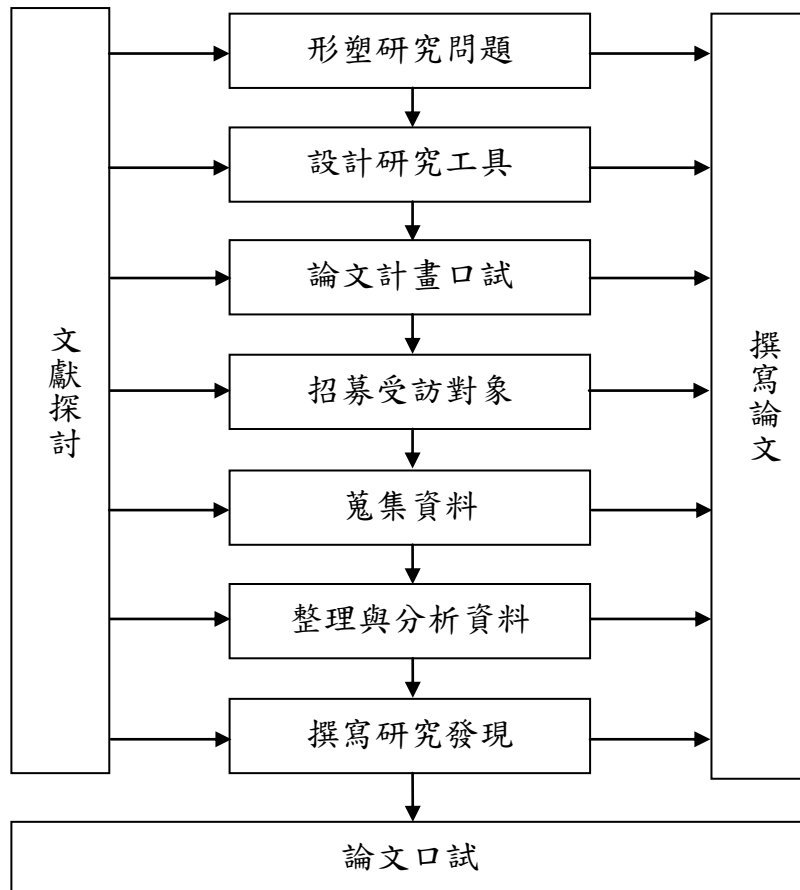 形塑研究問題
設計研究工具
論文計畫口試
文獻探討
招募受訪對象
撰寫論文
蒐集資料
整理與分析資料
撰寫研究發現
論文口試